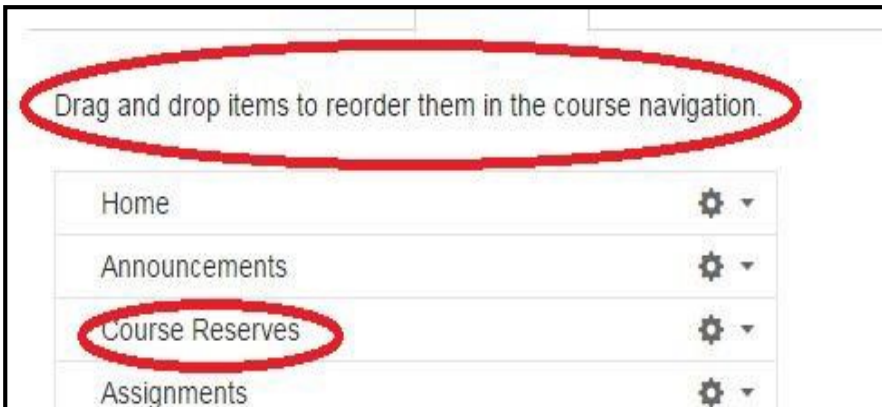 Drag and drop items to reorder them in the course navigation.
Home
Announcements
Course Reserves
Assignments